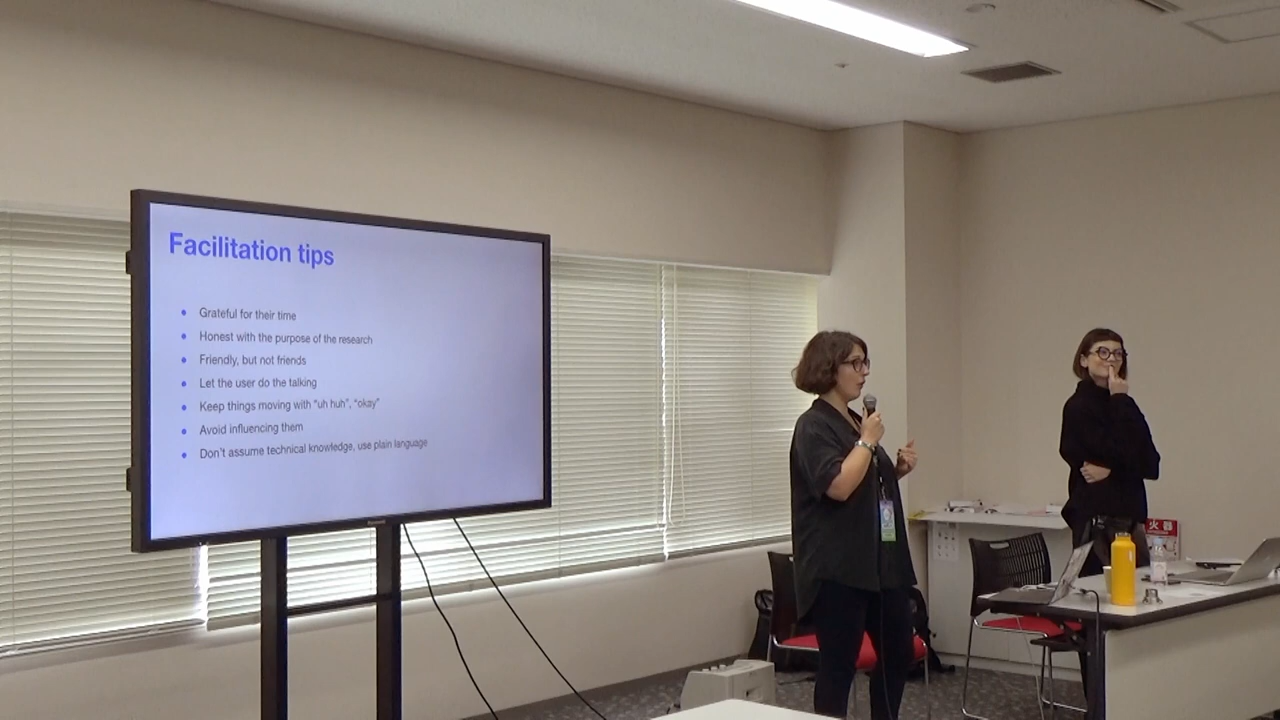 Facilitation tips
Grateful for their time
Honest with the purpose of the research
Friendly, but not friends
Let the user do the talking
Keep things moving with “uh huh”, “okay”
Avoid influencing them
Don’t assume technical knowledge, use plain language
火 器